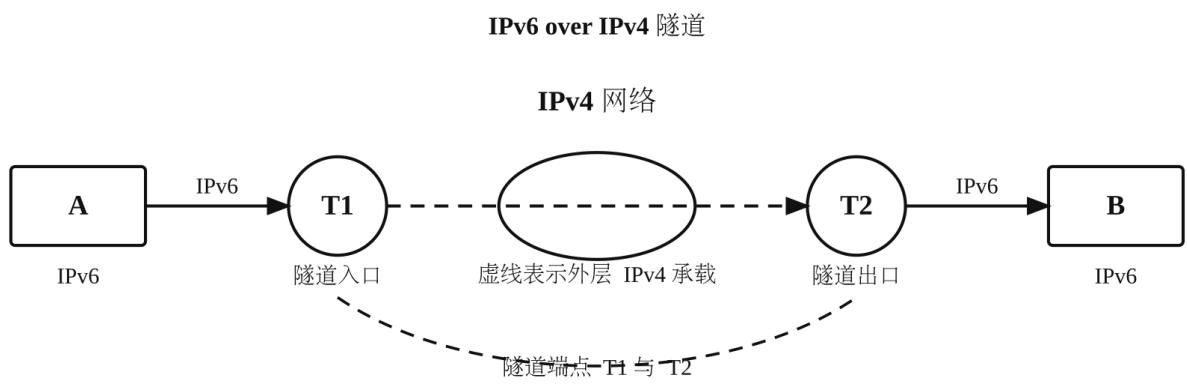 IPv6 over IPv4 隧道
IPv4 网络
IPv6
IPv6
A
T1
T2
B
IPv6
隧道入口
虚线表示外层 IPv4 承载
隧道出口
IPv6
隧道端点 T1 与 T2